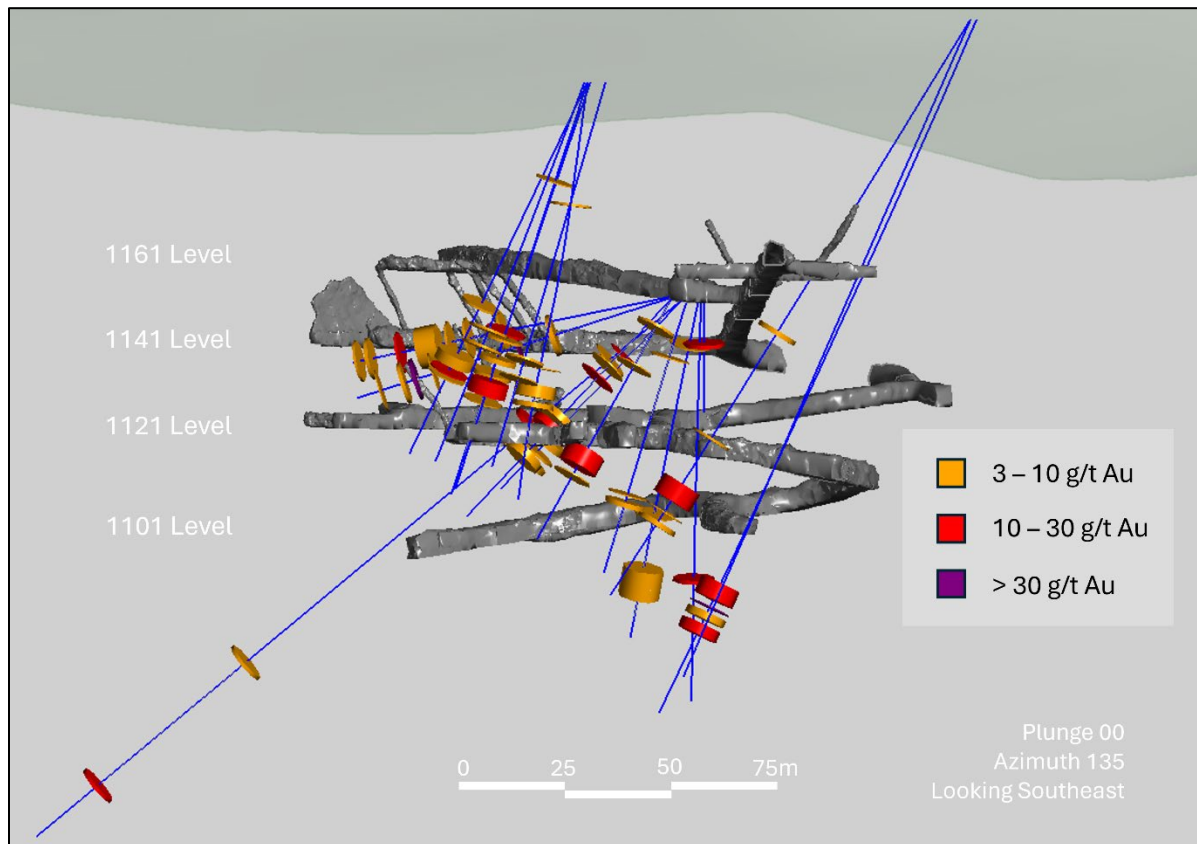 1161 Level
1141 Level
1121 Level
1101 Level
3 – 10 g/t Au
10 – 30 g/t Au
> 30 g/t Au
Plunge 00
Azimuth 135
Looking Southeast
0 25 50 75m